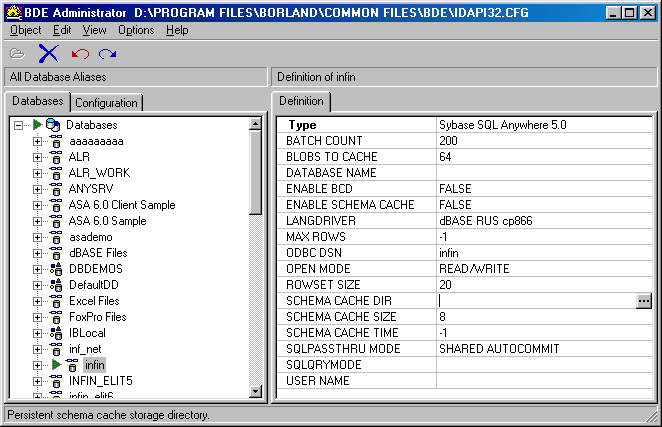 BDE Administrator D:\PROGRAM FILES\BORLAND\COMMON FILES\BDE\IDAPI32.CFG
Object Edit View Options Help
All Database Aliases
Definition of infin
Databases Configuration
Definition
Databases
aaaaaaaaa
ALR
ALR_WORK
ANYSRV
ASA 6.0 Client Sample
ASA 6.0 Sample
asademo
dBASE Files
DBDEMOS
DefaultDD
Excel Files
FoxPro Files
IBLocal
inf_net
infin
INFIN_ELIT5
infin_elit6
Type Sybase SQL Anywhere 5.0
BATCH COUNT 200
BLOBS TO CACHE 64
DATABASE NAME
ENABLE BCD FALSE
ENABLE SCHEMA CACHE FALSE
LANGDRIVER dBASE RUS cp866
MAX ROWS -1
ODBC DSN infin
OPEN MODE READ/WRITE
ROWSET SIZE 20
SCHEMA CACHE DIR ...
SCHEMA CACHE SIZE 8
SCHEMA CACHE TIME -1
SQLPASSTHRU MODE SHARED AUTOCOMMIT
SQLQRYMODE
USER NAME
Persistent schema cache storage directory.